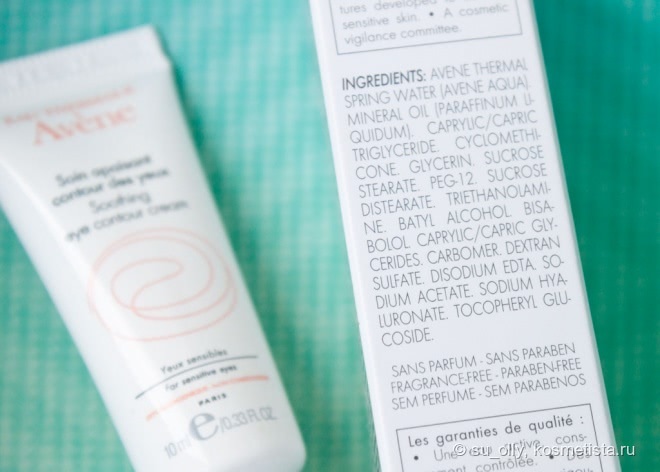 Avène
Soin apaisant
contour des yeux
Soothing
eye contour cream
Yeux sensibles
For sensitive eyes
PARIS
10 ml e/0.33 FL.OZ
tures developed
sensitive skin. • A cosmetic
vigilance committee.
INGREDIENTS: AVENE THERMAL
SPRING WATER (AVENE AQUA).
MINERAL OIL (PARAFFINUM LI-
QUIDUM). CAPRYLIC/CAPRIC
TRIGLYCERIDE. CYCLOMETHI-
CONE. GLYCERIN. SUCROSE
STEARATE. PEG-12. SUCROSE
DISTEARATE. TRIETHANOLAMI-
NE. BATYL ALCOHOL. BISA-
BOLOL. CAPRYLIC/CAPRIC GLY-
CERIDES. CARBOMER. DEXTRAN
SULFATE. DISODIUM EDTA. SO-
DIUM ACETATE. SODIUM HYA-
LURONATE. TOCOPHERYL GLU-
COSIDE.
SANS PARFUM - SANS PARABEN
FRAGRANCE-FREE - PARABEN-FREE
SEM PERFUME - SEM PARABENOS
Les garanties de qualité :
• Une cons-
ment contrôlée. • Des
© su_olly, kosmetista.ru